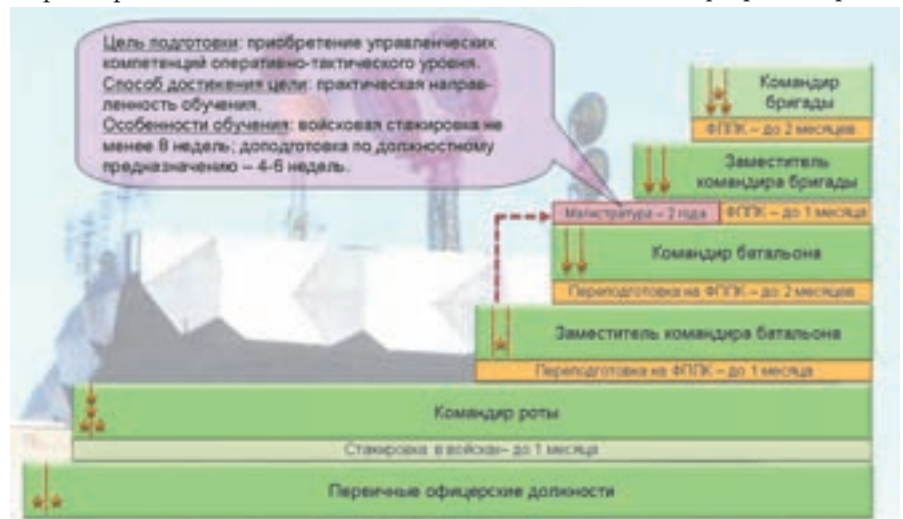 Цель подготовки: приобретение управленческих
компетенций оперативно-тактического уровня.
Способ достижения цели: практическая направ-
ленность обучения.
Особенности обучения: войсковая стажировка не
менее 8 недель; доподготовка по должностному
предназначению – 4-6 недель.
Командир
бригады
ФППК – до 2 месяцев
Заместитель
командира бригады
Магистратура – 2 года
ФППК – до 1 месяца
Командир батальона
Переподготовка на ФППК – до 2 месяцев
Заместитель командира батальона
Переподготовка на ФППК – до 1 месяца
Командир роты
Стажировка в войсках– до 1 месяца
Первичные офицерские должности